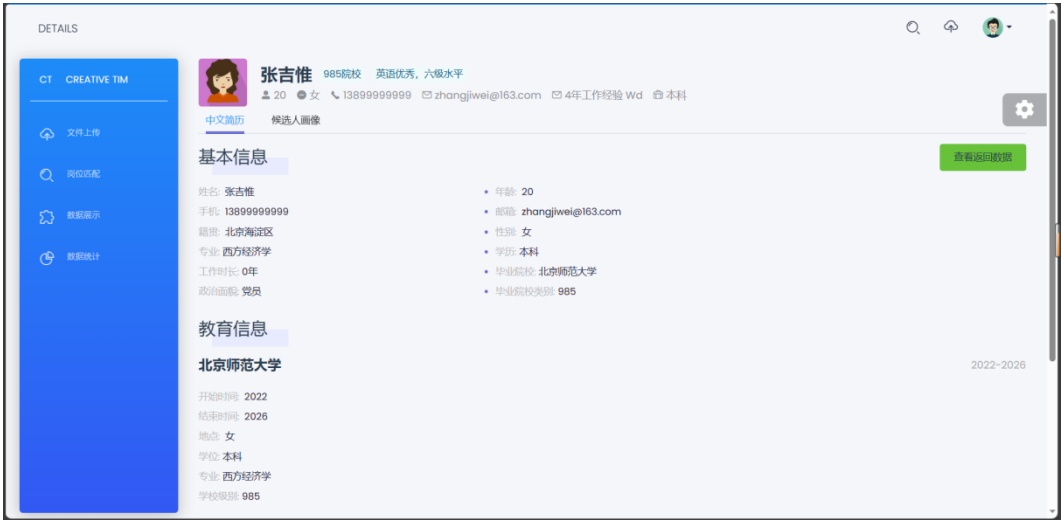 DETAILS
CT CREATIVE TIM
文件上传
岗位匹配
数据展示
数据统计
张吉惟 985院校 英语优秀，六级水平
20 女 13899999999 zhangjiwei@163.com 4年工作经验 Wd 本科
中文简历 候选人画像
基本信息
查看返回数据
姓名: 张吉惟
年龄: 20
手机: 13899999999
邮箱: zhangjiwei@163.com
籍贯: 北京海淀区
性别: 女
专业: 西方经济学
学历: 本科
工作时长: 0年
毕业院校: 北京师范大学
政治面貌: 党员
毕业院校类别: 985
教育信息
北京师范大学 2022-2026
开始时间: 2022
结束时间: 2026
地点: 女
学位: 本科
专业: 西方经济学
学校级别: 985